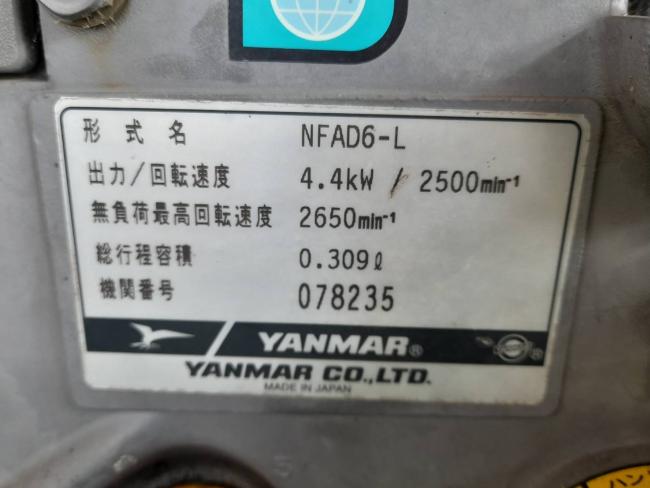 形式名 NFAD6-L
出力/回転速度 4.4kW / 2500min⁻¹
無負荷最高回転速度 2650min⁻¹
総行程容積 0.309ℓ
機関番号 078235
YANMAR®
®
YANMAR CO.,LTD.
MADE IN JAPAN
ハン